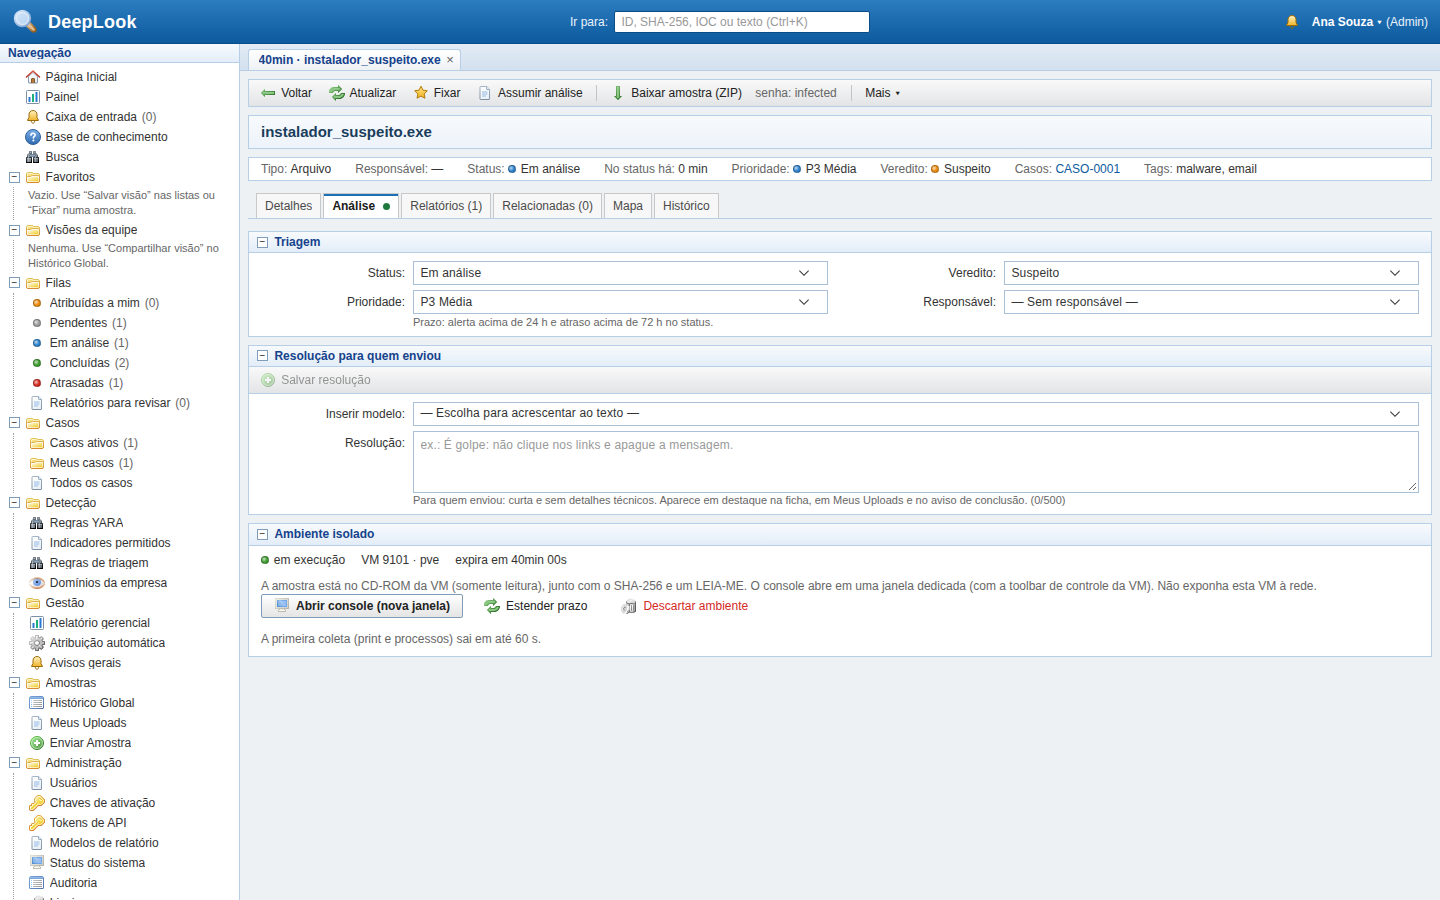 DeepLook
Ir para:
ID, SHA-256, IOC ou texto (Ctrl+K)
Ana Souza (Admin)
Navegação
Página Inicial
Painel
Caixa de entrada (0)
Base de conhecimento
Busca
Favoritos
Vazio. Use “Salvar visão” nas listas ou
“Fixar” numa amostra.
Visões da equipe
Nenhuma. Use “Compartilhar visão” no
Histórico Global.
Filas
Atribuídas a mim (0)
Pendentes (1)
Em análise (1)
Concluídas (2)
Atrasadas (1)
Relatórios para revisar (0)
Casos
Casos ativos (1)
Meus casos (1)
Todos os casos
Detecção
Regras YARA
Indicadores permitidos
Regras de triagem
Domínios da empresa
Gestão
Relatório gerencial
Atribuição automática
Avisos gerais
Amostras
Histórico Global
Meus Uploads
Enviar Amostra
Administração
Usuários
Chaves de ativação
Tokens de API
Modelos de relatório
Status do sistema
Auditoria
40min · instalador_suspeito.exe ×
Voltar Atualizar Fixar Assumir análise Baixar amostra (ZIP) senha: infected Mais
instalador_suspeito.exe
Tipo: Arquivo Responsável: — Status: Em análise No status há: 0 min Prioridade: P3 Média Veredito: Suspeito Casos: CASO-0001 Tags: malware, email
Detalhes Análise Relatórios (1) Relacionadas (0) Mapa Histórico
Triagem
Status: Em análise Veredito: Suspeito
Prioridade: P3 Média Responsável: — Sem responsável —
Prazo: alerta acima de 24 h e atraso acima de 72 h no status.
Resolução para quem enviou
Salvar resolução
Inserir modelo: — Escolha para acrescentar ao texto —
Resolução: ex.: É golpe: não clique nos links e apague a mensagem.
Para quem enviou: curta e sem detalhes técnicos. Aparece em destaque na ficha, em Meus Uploads e no aviso de conclusão. (0/500)
Ambiente isolado
em execução VM 9101 · pve expira em 40min 00s
A amostra está no CD-ROM da VM (somente leitura), junto com o SHA-256 e um LEIA-ME. O console abre em uma janela dedicada (com a toolbar de controle da VM). Não exponha esta VM à rede.
Abrir console (nova janela) Estender prazo Descartar ambiente
A primeira coleta (print e processos) sai em até 60 s.